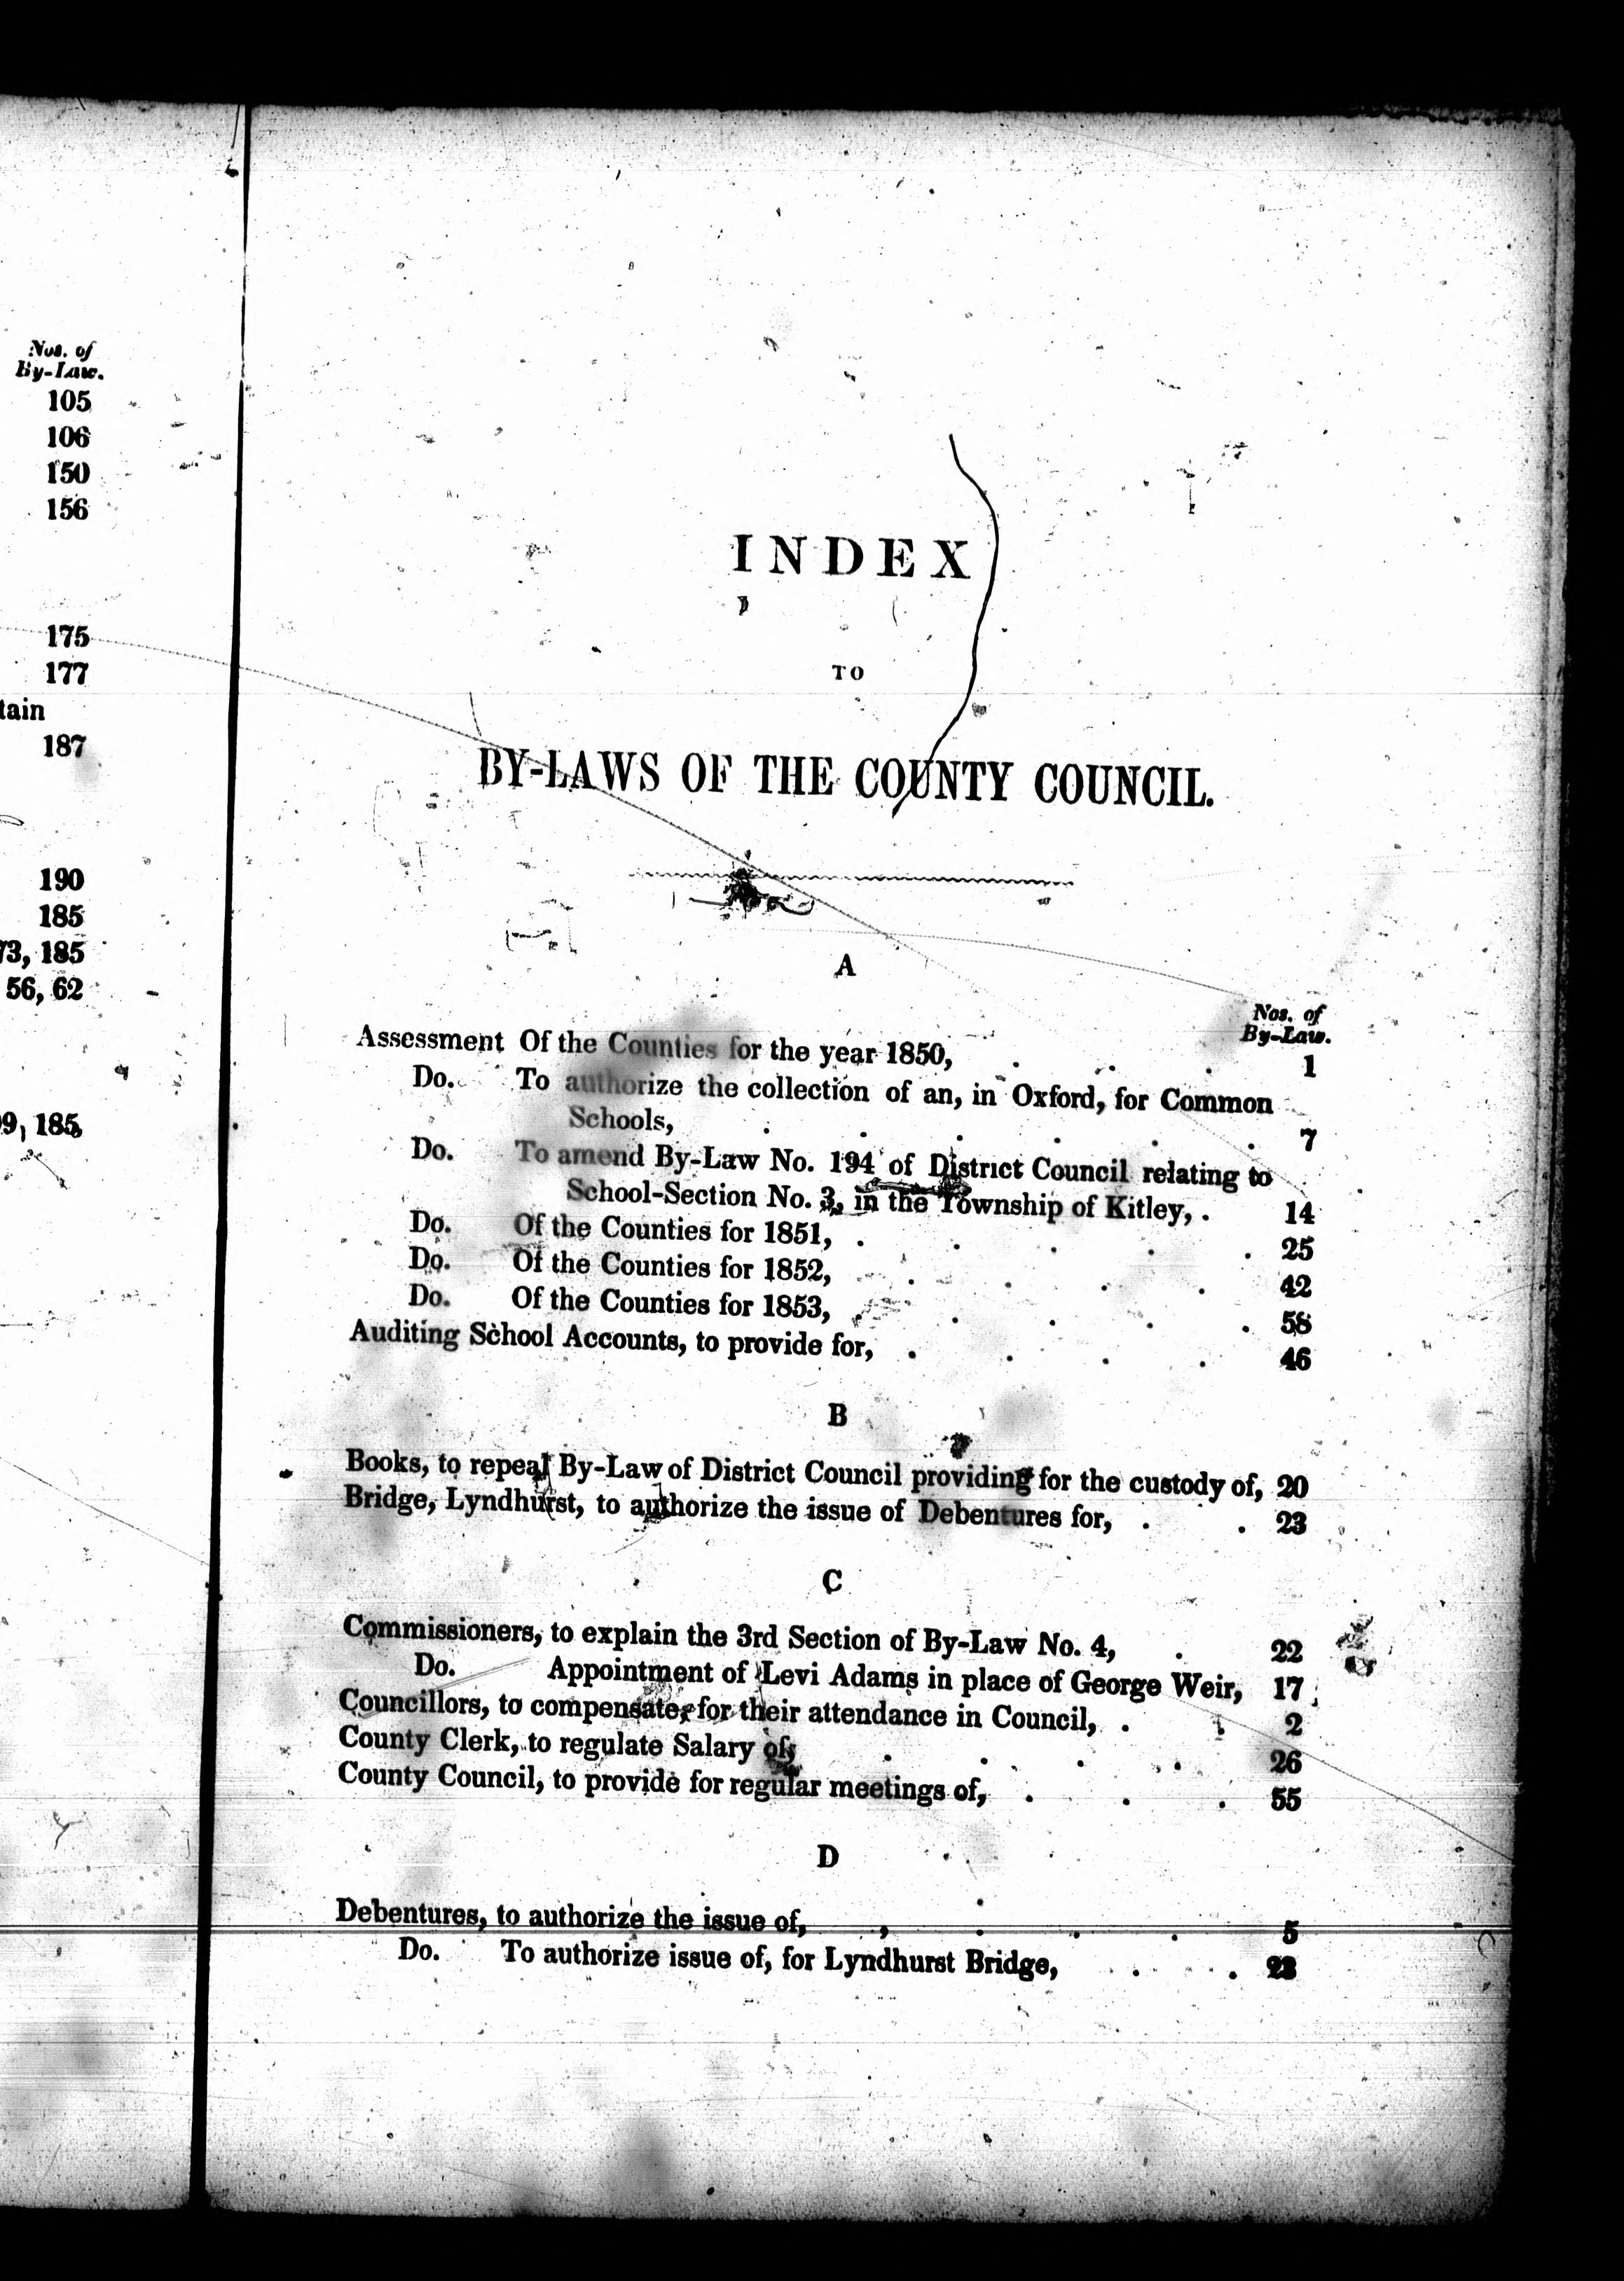 Nos. of
By-Law.
105
106
150
156
175
177
tain
187
190
185
73, 185
56, 62
9, 185
INDEX
TO
BY-LAWS OF THE COUNTY COUNCIL.
A
Nos. of
By-Law.
Assessment Of the Counties for the year 1850, . . . 1
Do. To authorize the collection of an, in Oxford, for Common
Schools, . . . . . . 7
Do. To amend By-Law No. 194 of District Council relating to
School-Section No. 3, in the Township of Kitley, . 14
Do. Of the Counties for 1851, . . . . . 25
Do. Of the Counties for 1852, . . . . 42
Do. Of the Counties for 1853, . . . . 58
Auditing School Accounts, to provide for, . . . . 46
B
Books, to repeal By-Law of District Council providing for the custody of, 20
Bridge, Lyndhurst, to authorize the issue of Debentures for, . . 23
C
Commissioners, to explain the 3rd Section of By-Law No. 4, . 22
Do. Appointment of Levi Adams in place of George Weir, 17
Councillors, to compensate, for their attendance in Council, . . 2
County Clerk, to regulate Salary of, . . . . 26
County Council, to provide for regular meetings of, . . . 55
D
Debentures, to authorize the issue of, , . . . 5
Do. To authorize issue of, for Lyndhurst Bridge, . . 23